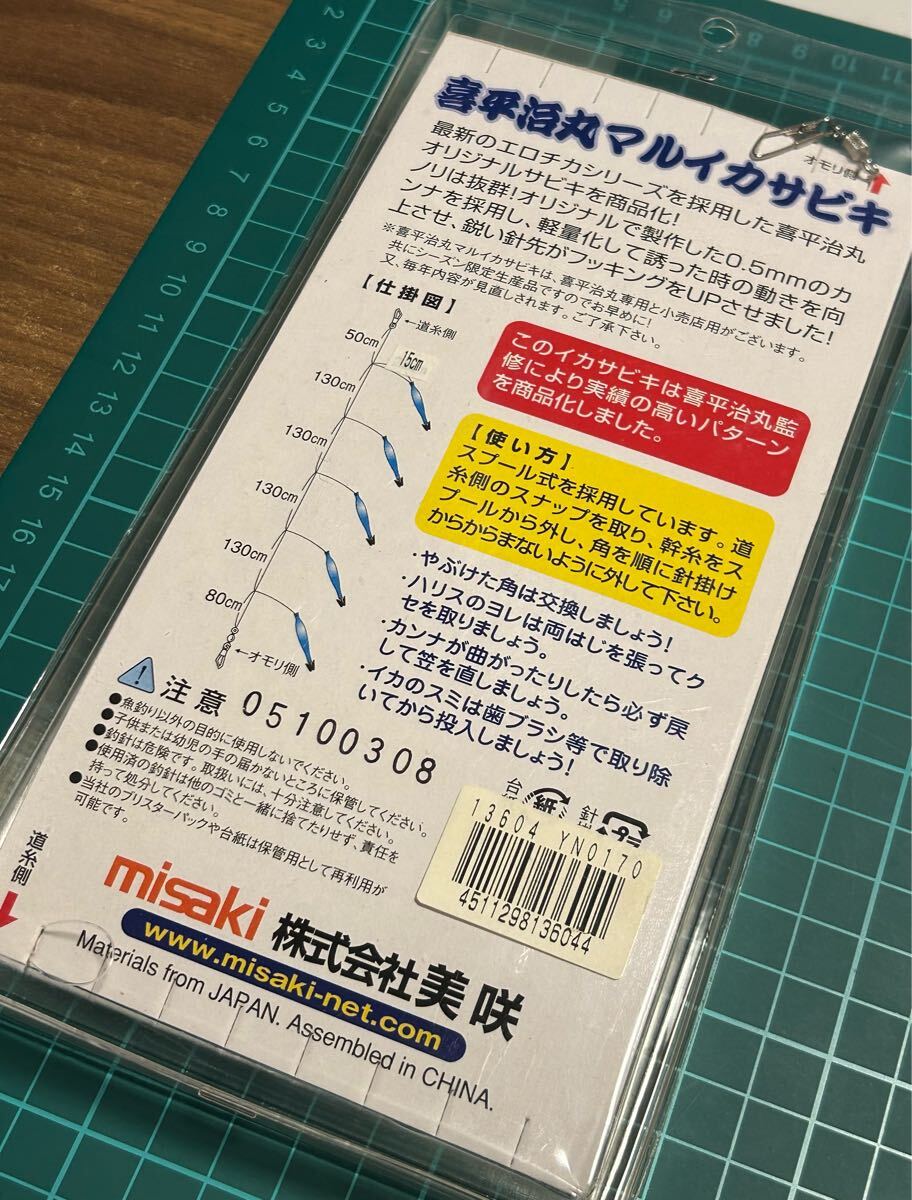 喜平治丸マルイカサビキ
オモリ側
最新のエロチカシリーズを採用した喜平治丸
オリジナルサビキを商品化!
ノリは抜群!オリジナルで製作した0.5mmのカ
ンナを採用し、軽量化して誘った時の動きを向
上させ、鋭い針先がフッキングをUPさせました!
※喜平治丸マルイカサビキは、喜平治丸専用と小売店用がございます。
共にシーズン限定生産品ですのでお早めに!
又、毎年内容が見直しされます。ご了承下さい。
【仕掛図】
←道糸側
50cm
15cm
130cm
130cm
130cm
130cm
80cm
←オモリ側
このイカサビキは喜平治丸監
修により実績の高いパターン
を商品化しました。
【使い方】
スプール式を採用しています。道
糸側のスナップを取り、幹糸をス
プールから外し、角を順に針掛け
からからまないように外して下さい。
・やぶけた角は交換しましょう!
・ハリスのヨレは両はじを張ってク
セを取りましょう。
・カンナが曲がったりしたら必ず戻
して笠を直しましょう。
・イカのスミは歯ブラシ等で取り除
いてから投入しましょう!
注意 0510308
●魚釣り以外の目的に使用しないでください。
●子供または幼児の手の届かないところに保管してください。
●釣針は危険です。取扱いには、十分注意してください。
●使用済の釣針は他のゴミと一緒に捨てたりせず、責任を
持って処分してください。
●当社のブリスターパックや台紙は保管用として再利用が
可能です。
台紙
紙
プラ
13604 YN0170
4511298136044
道糸側
misaki 株式会社美咲
www.misaki-net.com
Materials from JAPAN. Assembled in CHINA.